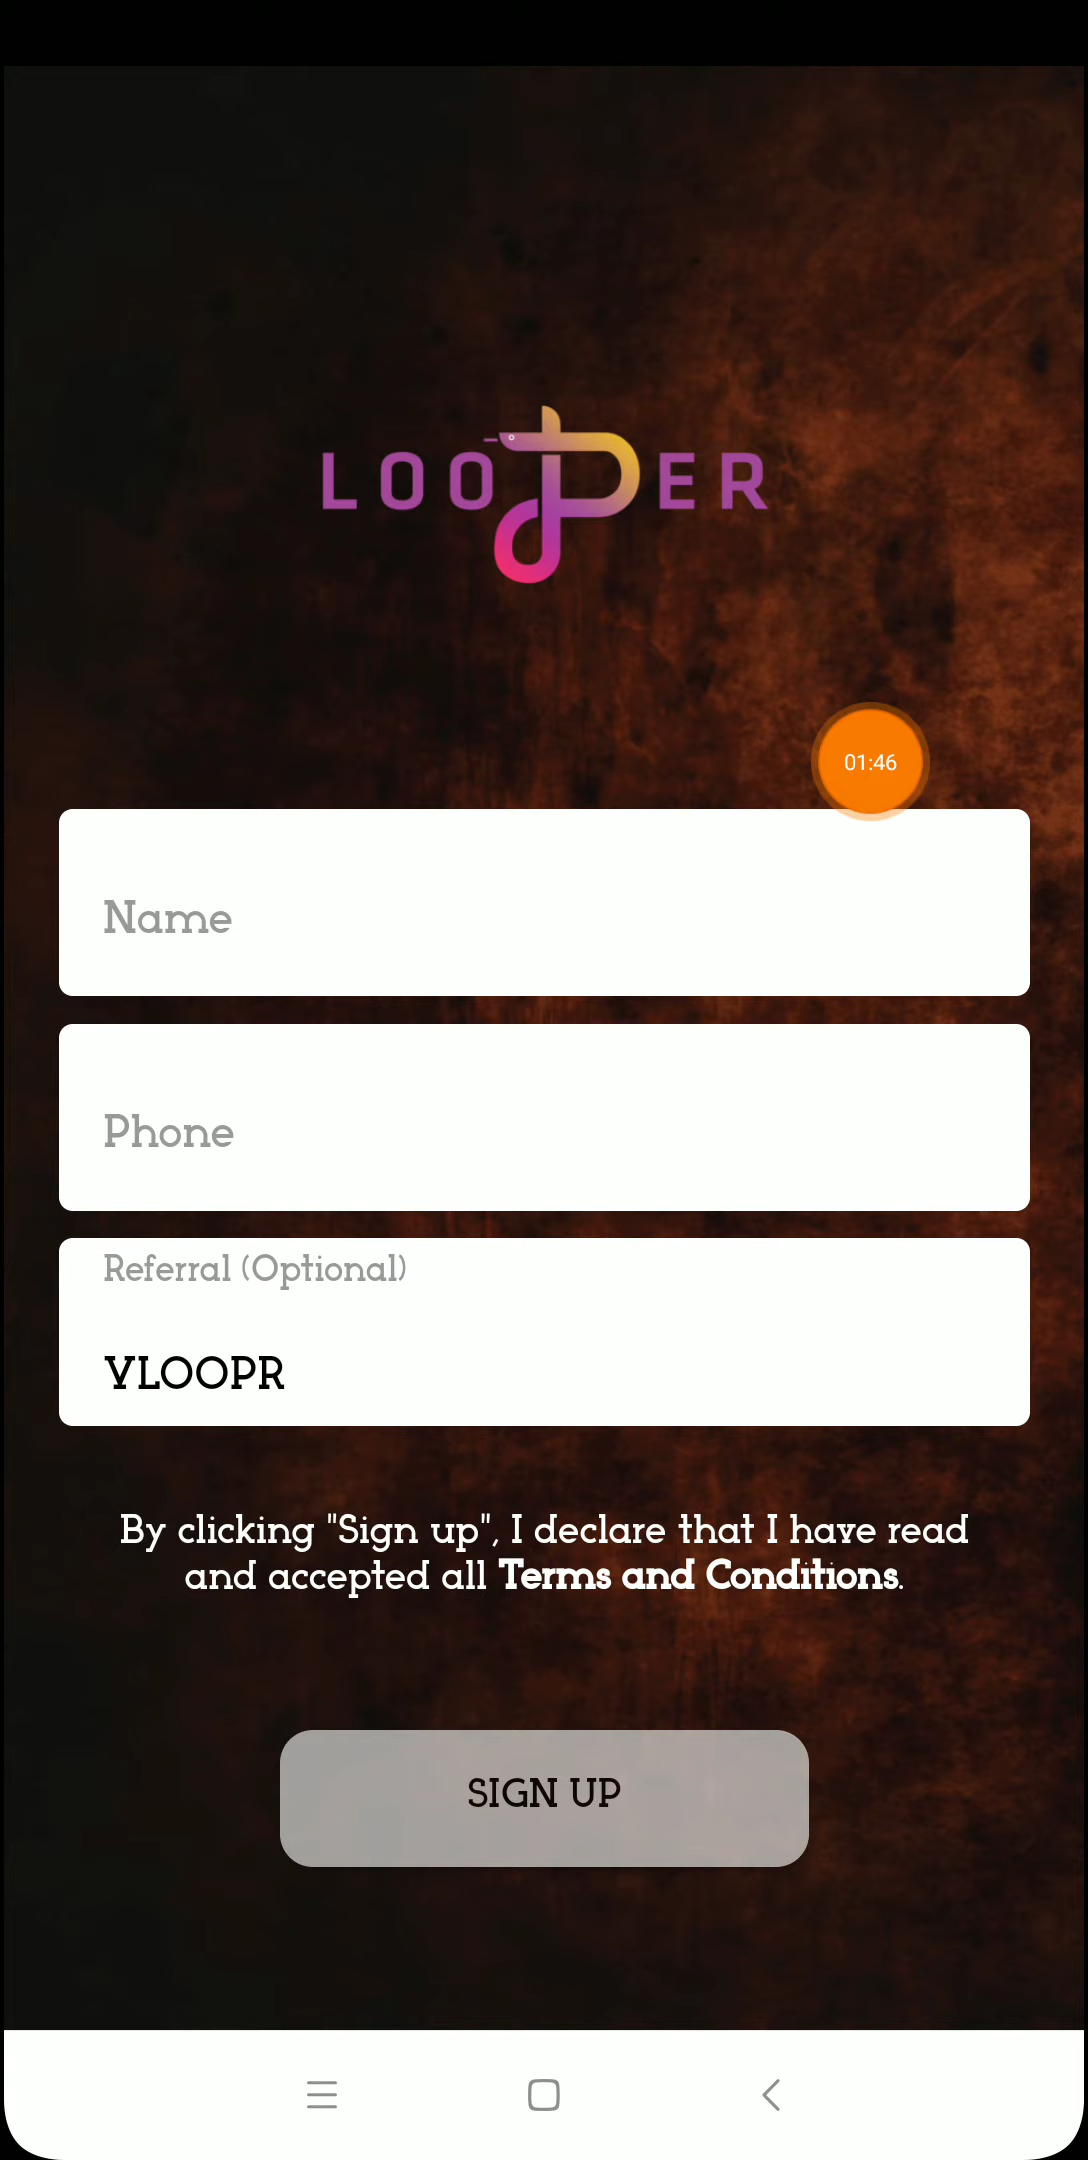 LOOPER
01:46
Name
Phone
Referral (Optional)
YLOOPR
By clicking "Sign up", I declare that I have read
and accepted all Terms and Conditions.
SIGN UP